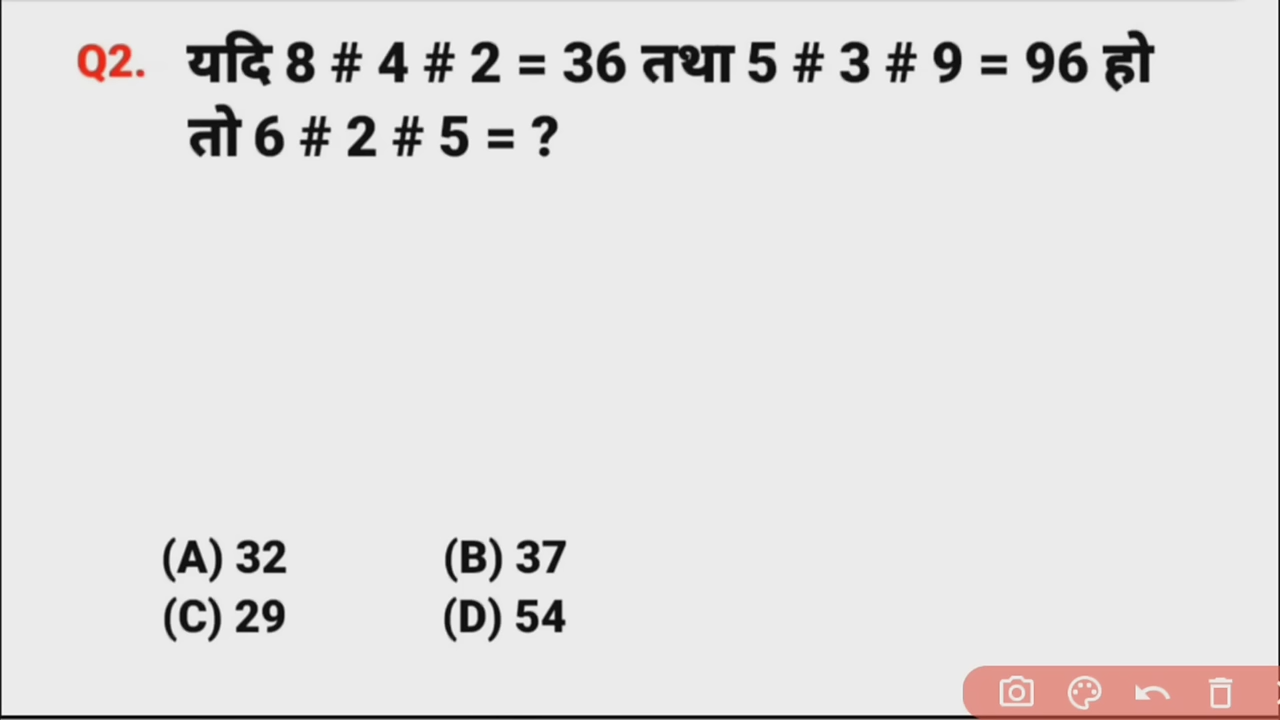 Q2. यदि 8 # 4 # 2 = 36 तथा 5 # 3 # 9 = 96 हो
तो 6 # 2 # 5 = ?
(A) 32 (B) 37
(C) 29 (D) 54